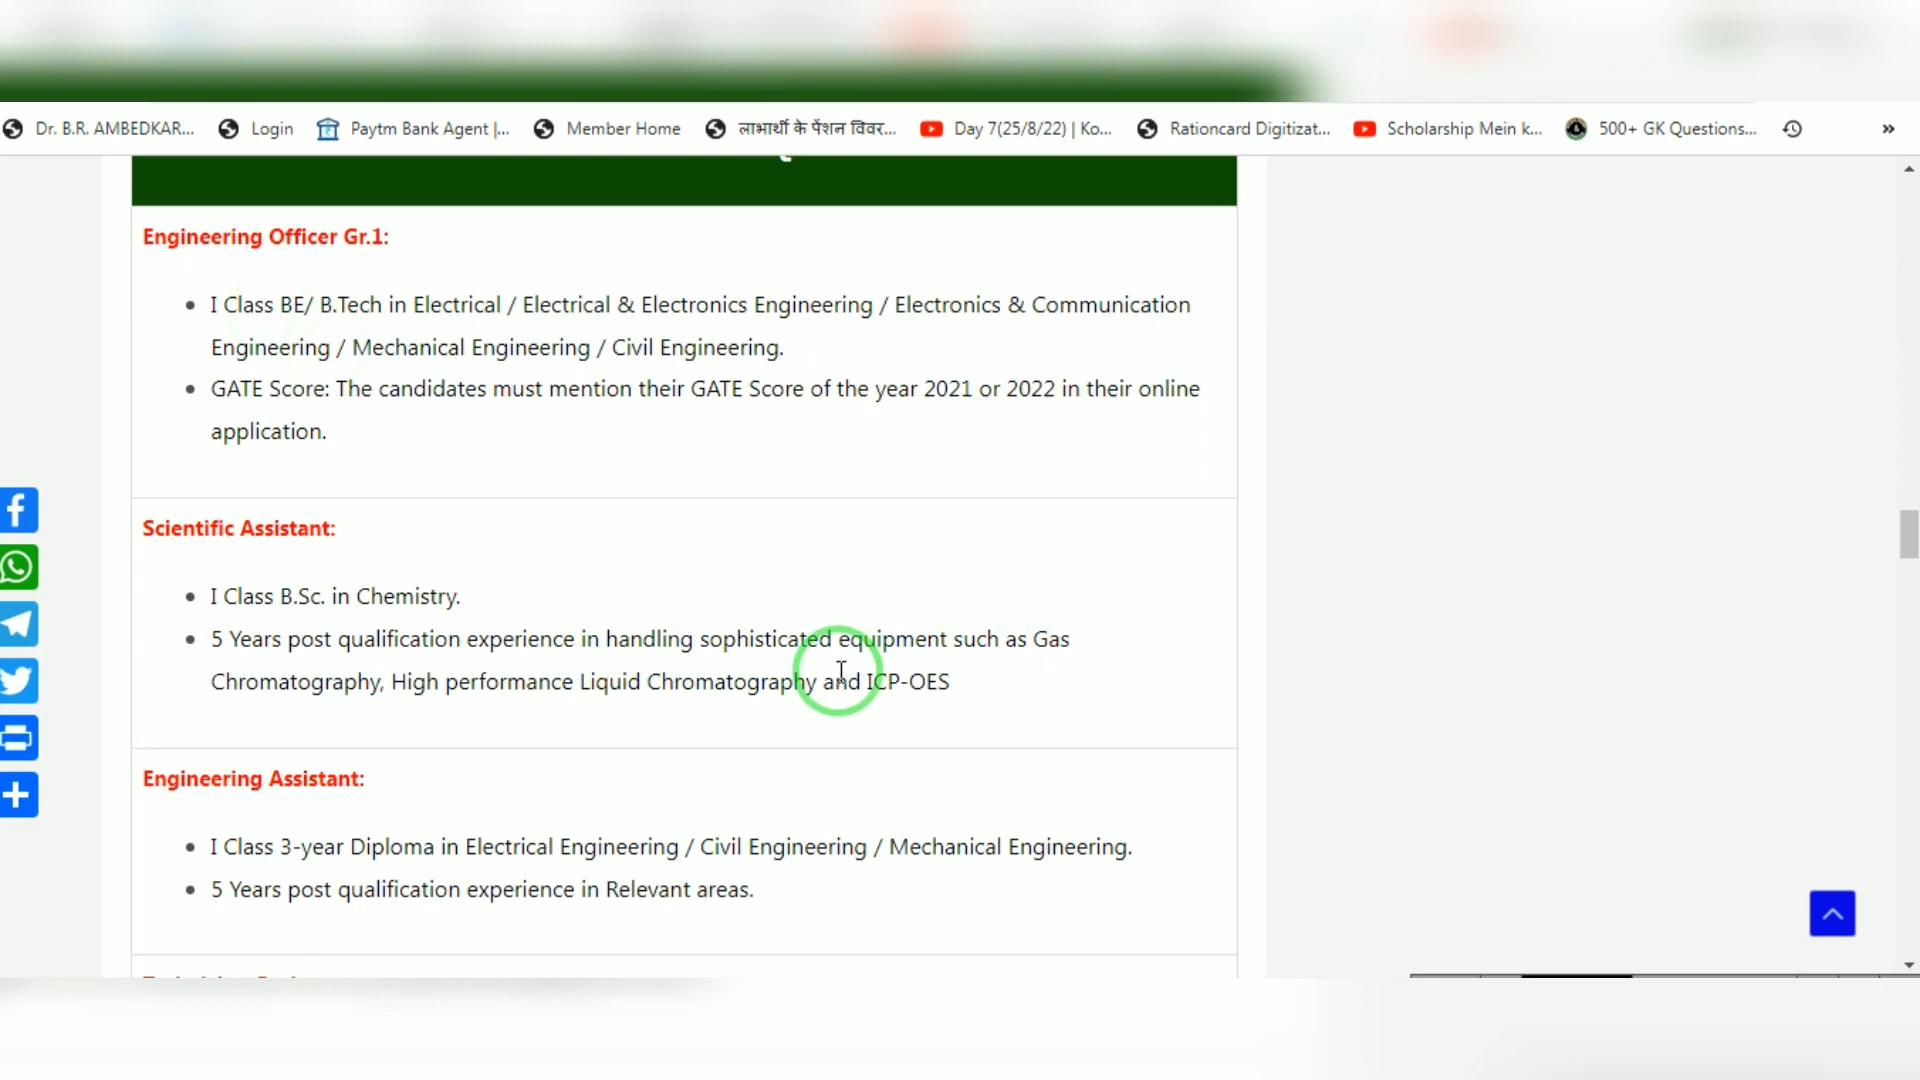 Dr. B.R. AMBEDKAR... Login Paytm Bank Agent |... Member Home लाभार्थी के पेंशन विवर... Day 7(25/8/22) | Ko... Rationcard Digitizat... Scholarship Mein k... 500+ GK Questions... »
Engineering Officer Gr.1:
I Class BE/ B.Tech in Electrical / Electrical & Electronics Engineering / Electronics & Communication
Engineering / Mechanical Engineering / Civil Engineering.
GATE Score: The candidates must mention their GATE Score of the year 2021 or 2022 in their online
application.
Scientific Assistant:
I Class B.Sc. in Chemistry.
5 Years post qualification experience in handling sophisticated equipment such as Gas
Chromatography, High performance Liquid Chromatography and ICP-OES
Engineering Assistant:
I Class 3-year Diploma in Electrical Engineering / Civil Engineering / Mechanical Engineering.
5 Years post qualification experience in Relevant areas.